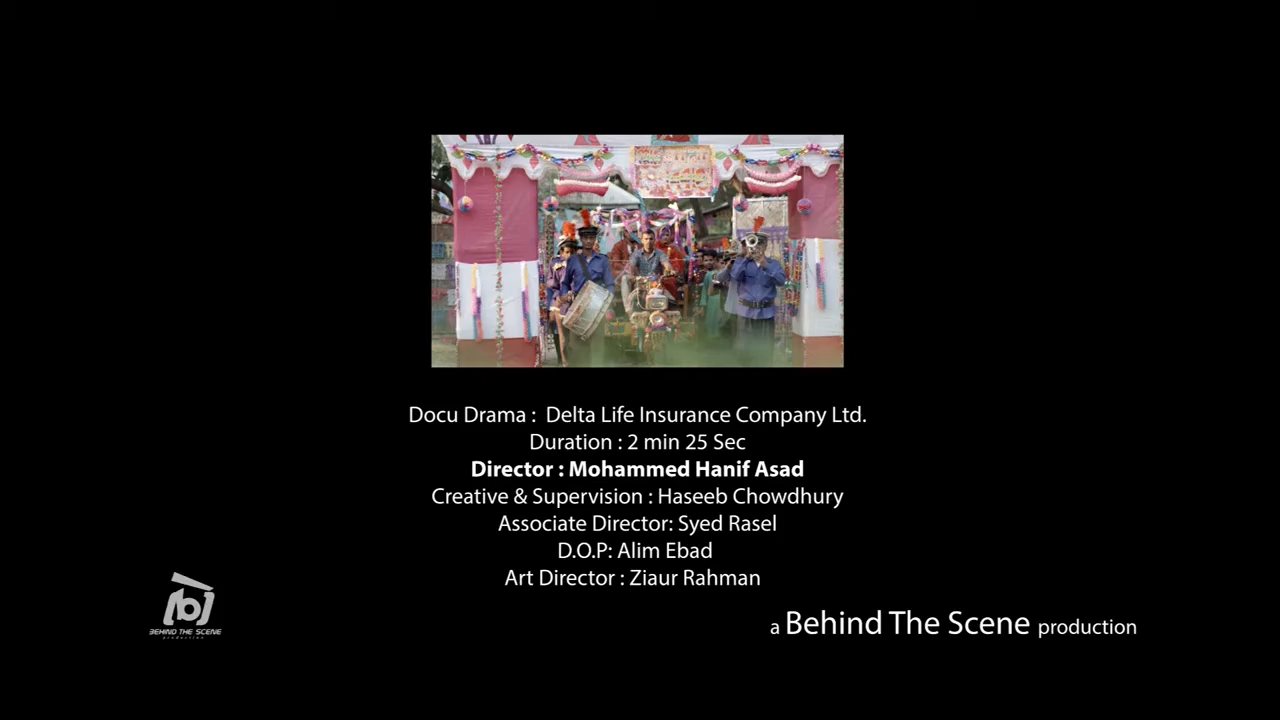 Docu Drama :  Delta Life Insurance Company Ltd.
Duration : 2 min 25 Sec
Director : Mohammed Hanif Asad
Creative & Supervision : Haseeb Chowdhury
Associate Director: Syed Rasel
D.O.P: Alim Ebad
Art Director : Ziaur Rahman
BEHIND THE SCENE
production
a Behind The Scene production